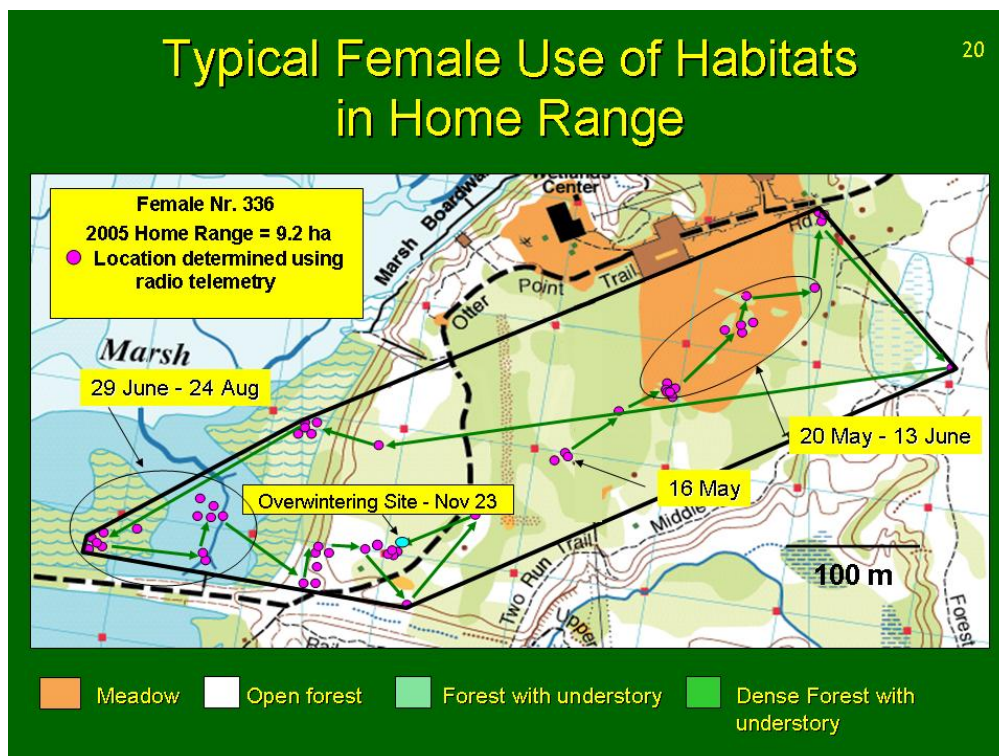 Typical Female Use of Habitats
in Home Range
20
Female Nr. 336
2005 Home Range = 9.2 ha
Location determined using
radio telemetry
Wetlands
Center
Marsh Boardwalk
Rd
Otter Point Trail
Marsh
29 June - 24 Aug
20 May - 13 June
16 May
Overwintering Site - Nov 23
Middle
100 m
Two Run Trail
Upper
Forest
Meadow
Open forest
Forest with understory
Dense Forest with
understory